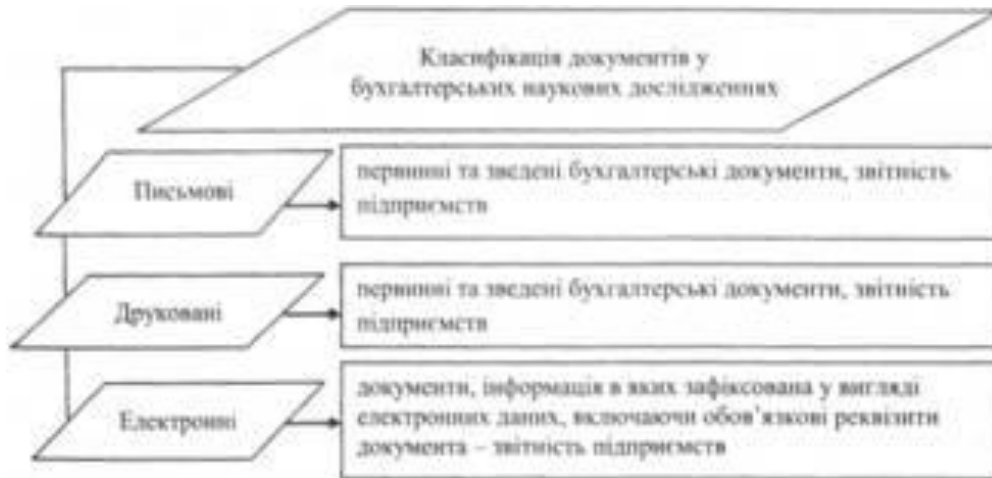 Класифікація документів у
бухгалтерських наукових дослідженнях
Письмові
первинні та зведені бухгалтерські документи, звітність
підприємств
Друковані
первинні та зведені бухгалтерські документи, звітність
підприємств
Електронні
документи, інформація в яких зафіксована у вигляді
електронних даних, включаючи обов’язкові реквізити
документа – звітність підприємств